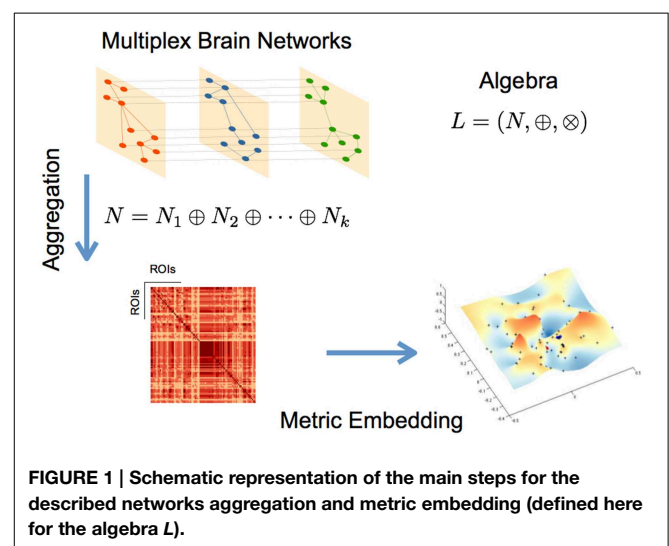 Multiplex Brain Networks
Algebra
L = (N, ⊕, ⊗)
Aggregation
N = N₁ ⊕ N₂ ⊕ ⋯ ⊕ Nₖ
ROIs
ROIs
Metric Embedding
FIGURE 1 | Schematic representation of the main steps for the
described networks aggregation and metric embedding (defined here
for the algebra L).